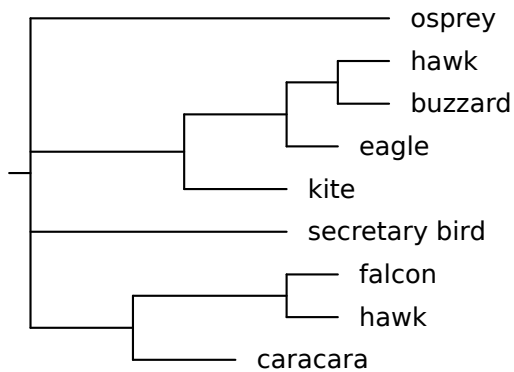 osprey
hawk
buzzard
eagle
kite
secretary bird
falcon
hawk
caracara